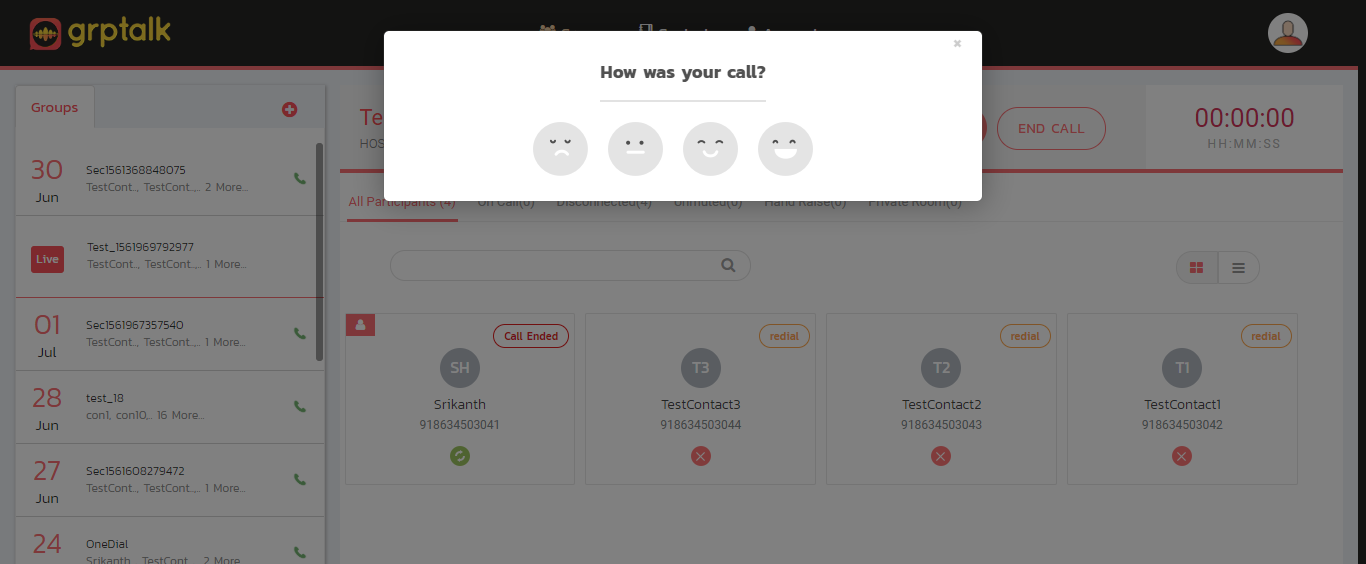 grptalk
How was your call?
Groups
END CALL
00:00:00
HH:MM:SS
All Participants (4) On Call(0) Disconnected(4) Unmuted(0) Hand Raise(0) Private Room(0)
30
Jun
Sec1561368848075
TestCont.., TestCont..,.. 2 More...
Live
Test_1561969792977
TestCont.., TestCont..,.. 1 More...
01
Jul
Sec1561967357540
TestCont.., TestCont..,.. 1 More...
28
Jun
test_18
con1, con10,.. 16 More...
27
Jun
Sec1561608279472
TestCont.., TestCont..,.. 1 More...
24
OneDial
Srikanth, TestCont.. 2 More
Call Ended
SH
Srikanth
918634503041
redial
T3
TestContact3
918634503044
redial
T2
TestContact2
918634503043
redial
T1
TestContact1
918634503042